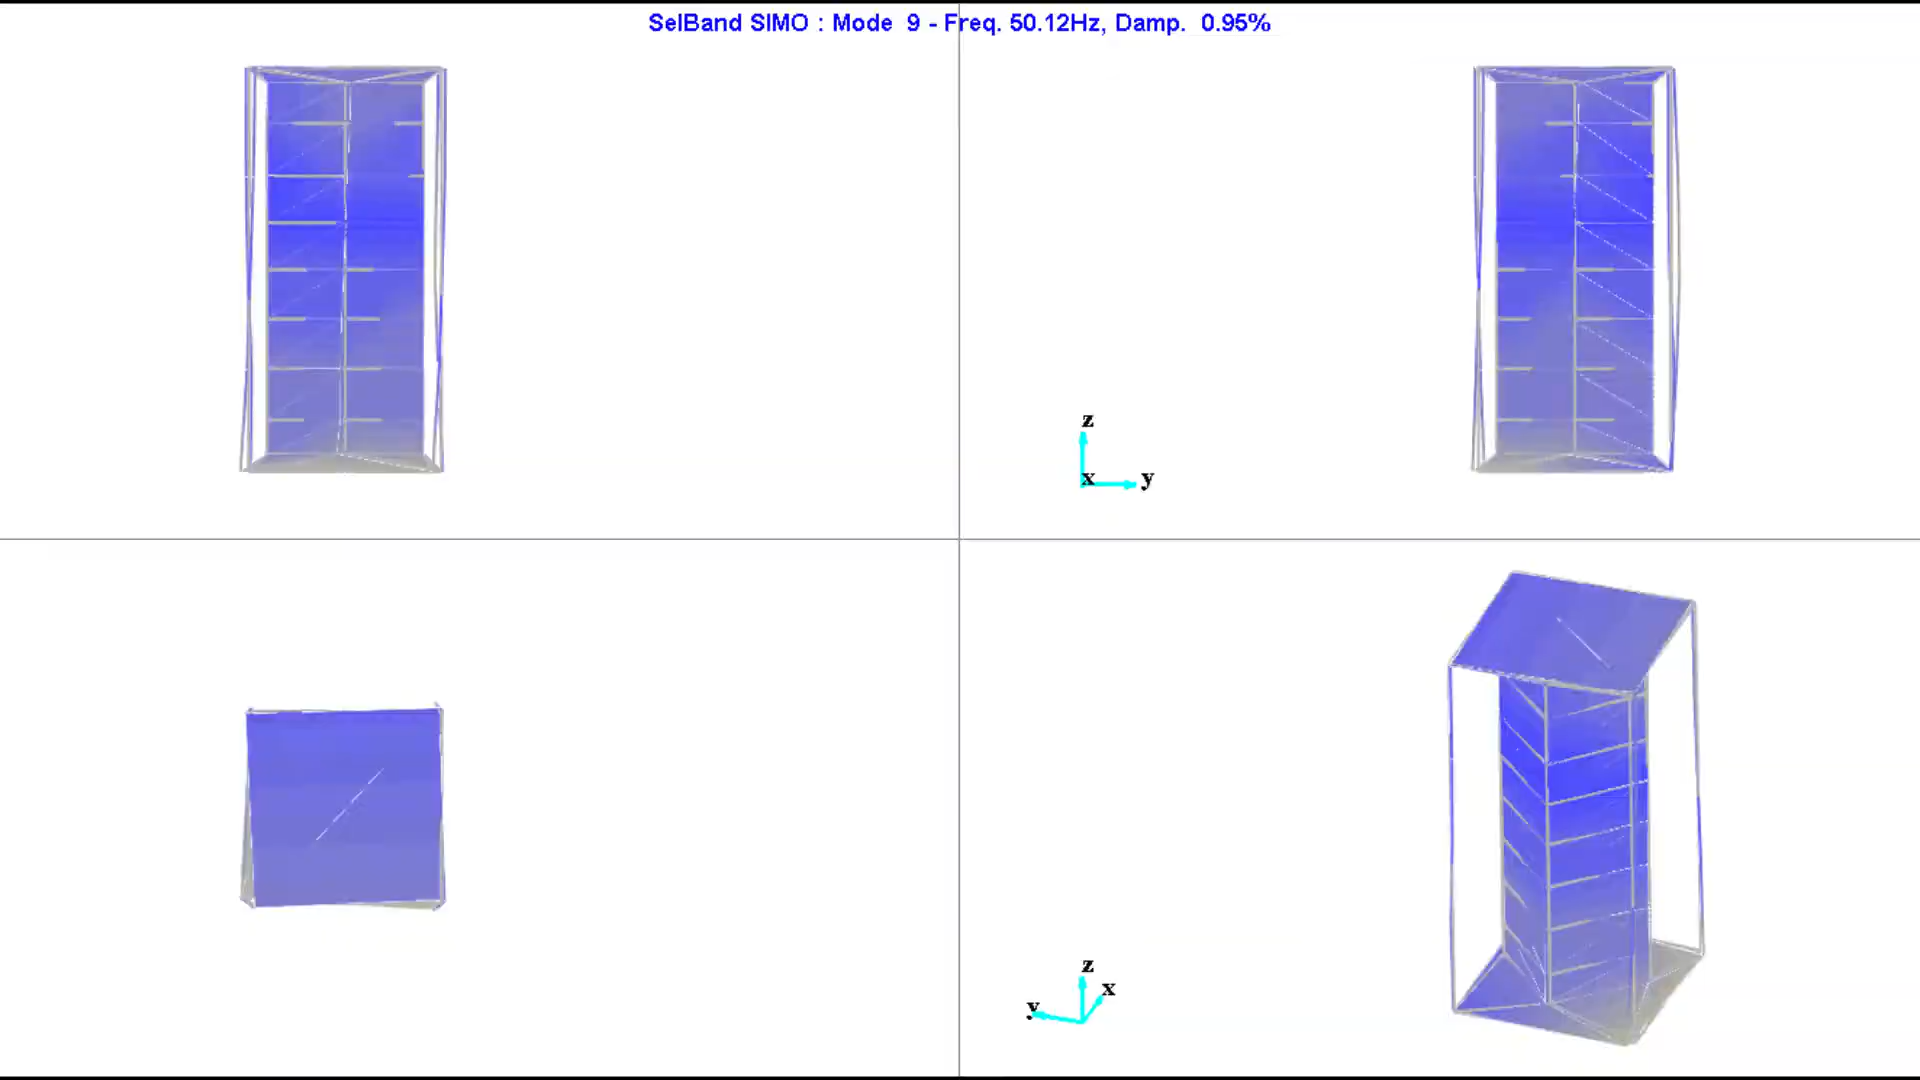 SelBand SIMO : Mode  9 - Freq. 50.12Hz, Damp.  0.95%
z
x y
z
x
y